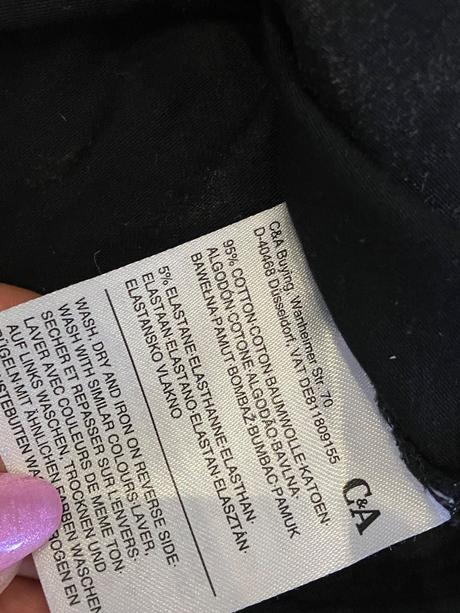 C&A
C&A Buying, Wanheimer Str. 70
D-40468 Düsseldorf, VAT DE811809155
95% COTTON·COTON·BAUMWOLLE·KATOEN·
ALGODON·COTONE·ALGODÃO·BAVLNA·
BAWEŁNA·PAMUT·BOMBAŽ·BUMBAC·PAMUK
5% ELASTANE·ELASTHANNE·ELASTHAN·
ELASTAAN·ELASTANO·ELASTAN·ELASZTÁN·
ELASTANSKO VLAKNO
WASH, DRY AND IRON ON REVERSE SIDE·
WASH WITH SIMILAR COLOURS·LAVER,
SECHER ET REPASSER SUR L'ENVERS·
LAVER AVEC COULEURS DE MEME TON·
AUF LINKS WASCHEN, TROCKNEN UND
BÜGELN·MIT ÄHNLICHEN FARBEN WASCHEN